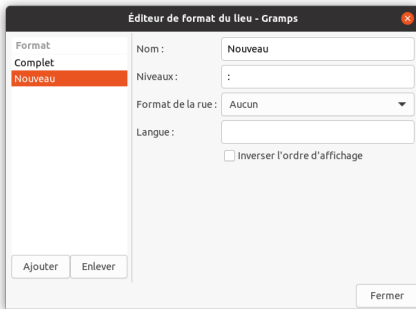 Éditeur de format du lieu - Gramps
Format
Complet
Nouveau
Nom :
Nouveau
Niveaux :
:
Format de la rue :
Aucun
Langue :
Inverser l'ordre d'affichage
Ajouter
Enlever
Fermer